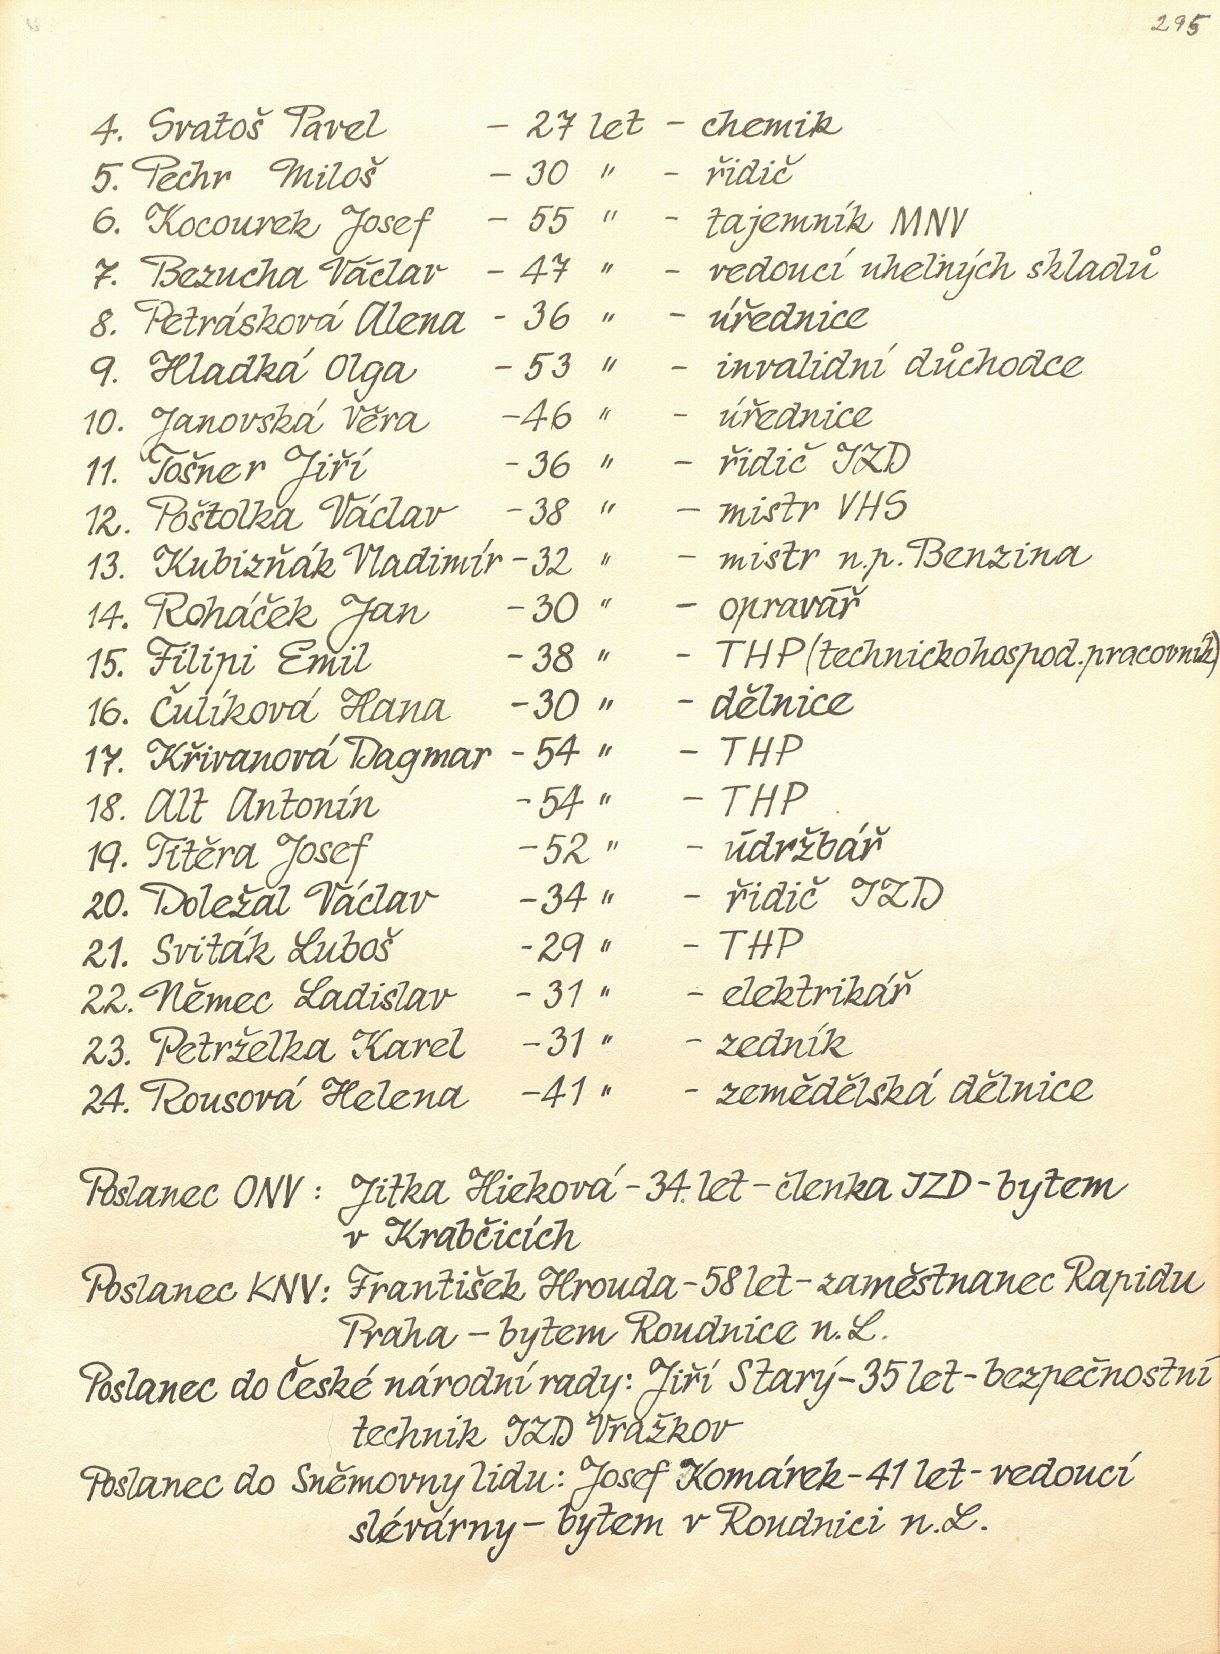 295
4. Svatoš Pavel – 27 let – chemik
5. Pechr Miloš – 30 " – řidič
6. Kocourek Josef – 55 " – tajemník MNV
7. Bezucha Václav – 47 " – vedoucí uhelných skladů
8. Petrásková Alena – 36 " – úřednice
9. Hladká Olga – 53 " – invalidní důchodce
10. Janovská Věra – 46 " – úřednice
11. Tošner Jiří – 36 " – řidič JZD
12. Poštolka Václav – 38 " – mistr VHS
13. Kubizňák Vladimír – 32 " – mistr n.p. Benzina
14. Roháček Jan – 30 " – opravář
15. Filipi Emil – 38 " – THP (technickohospod. pracovník)
16. Čulíková Hana – 30 " – dělnice
17. Křivanová Dagmar – 54 " – THP
18. Alt Antonín – 54 " – THP
19. Titěra Josef – 52 " – údržbář
20. Doležal Václav – 34 " – řidič JZD
21. Sviták Luboš – 29 " – THP
22. Němec Ladislav – 31 " – elektrikář
23. Petrželka Karel – 31 " – zedník
24. Rousová Helena – 41 " – zemědělská dělnice
Poslanec ONV : Jitka Hieková – 34 let – členka JZD – bytem
v Krabčicích
Poslanec KNV: František Hrouda – 58 let – zaměstnanec Rapidu
Praha – bytem Roudnice n. L.
Poslanec do České národní rady: Jiří Starý – 35 let – bezpečnostní
technik JZD Vražkov
Poslanec do Sněmovny lidu: Josef Komárek – 41 let – vedoucí
slévárny – bytem v Roudnici n. L.